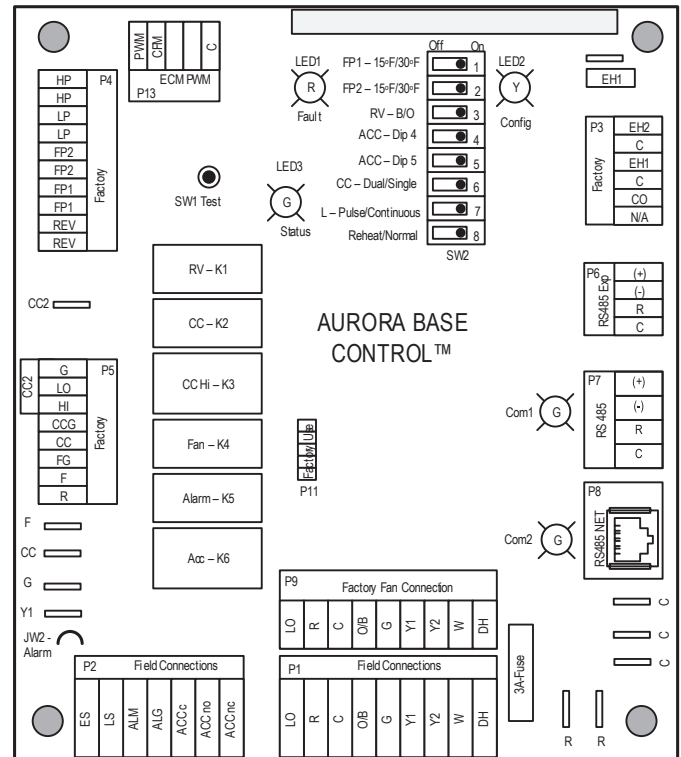 PWM
CFM
C
ECM PWM
P13
Off On
LED1
R
Fault
LED2
Y
Config
FP1 – 15ºF/30ºF 1
FP2 – 15ºF/30ºF 2
RV – B/O 3
ACC – Dip 4 4
ACC – Dip 5 5
CC – Dual/Single 6
L – Pulse/Continuous 7
Reheat/Normal 8
SW2
EH1
P4
HP
HP
LP
LP
FP2
FP2
FP1
FP1
REV
REV
Factory
SW1 Test
LED3
G
Status
P3
EH2
C
EH1
C
CO
N/A
Factory
RV – K1
CC – K2
CC Hi – K3
Fan – K4
Alarm – K5
Acc – K6
AURORA BASE
CONTROL™
P6
(+)
(-)
R
C
RS485 Exp
CC2
P5
CC2
G
LO
HI
CCG
CC
FG
F
R
Factory
Factory Use
P11
Com1
G
P7
(+)
(-)
R
C
RS 485
Com2
G
P8
RS485 NET
F
CC
G
Y1
JW2 -
Alarm
P9 Factory Fan Connection
LO R C O/B G Y1 Y2 W DH
C
C
C
P2 Field Connections
ES LS ALM ALG ACCc ACCno ACCnc
P1 Field Connections
LO R C O/B G Y1 Y2 W DH
3A-Fuse
R R